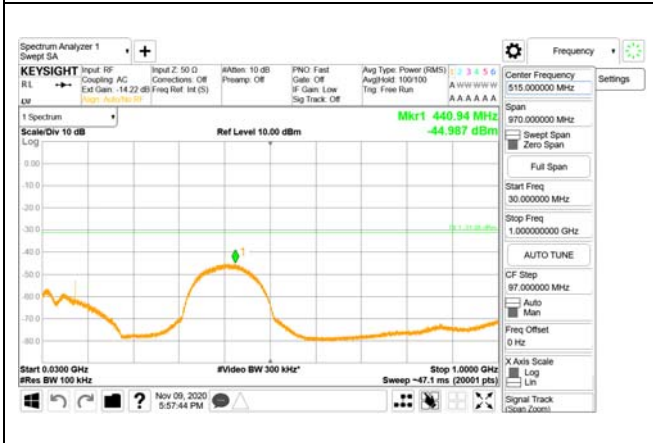 Spectrum Analyzer 1
Swept SA
Frequency
KEYSIGHT
Input: RF
Coupling: AC
Ext Gain: -14.22 dB
Align: Auto/No RF
Input Z: 50 Ω
Corrections: Off
Freq Ref: Int (S)
#Atten: 10 dB
Preamp: Off
PNO: Fast
Gate: Off
IF Gain: Low
Sig Track: Off
Avg Type: Power (RMS)
Avg|Hold: 100/100
Trig: Free Run
1 2 3 4 5 6
A W W W W W
A A A A A A
RL
1 Spectrum
Scale/Div 10 dB
Ref Level 10.00 dBm
Mkr1 440.94 MHz
-44.987 dBm
Log
0.00
-10.0
-20.0
-30.0
-40.0
-50.0
-60.0
-70.0
-80.0
1
Start 0.0300 GHz
#Res BW 100 kHz
#Video BW 300 kHz*
Stop 1.0000 GHz
Sweep ~47.1 ms (20001 pts)
Nov 09, 2020
5:57:44 PM
Center Frequency
515.000000 MHz
Settings
Span
970.000000 MHz
Swept Span
Zero Span
Full Span
Start Freq
30.000000 MHz
Stop Freq
1.000000000 GHz
AUTO TUNE
CF Step
97.000000 MHz
Auto
Man
Freq Offset
0 Hz
X Axis Scale
Log
Lin
Signal Track
(Span Zoom)